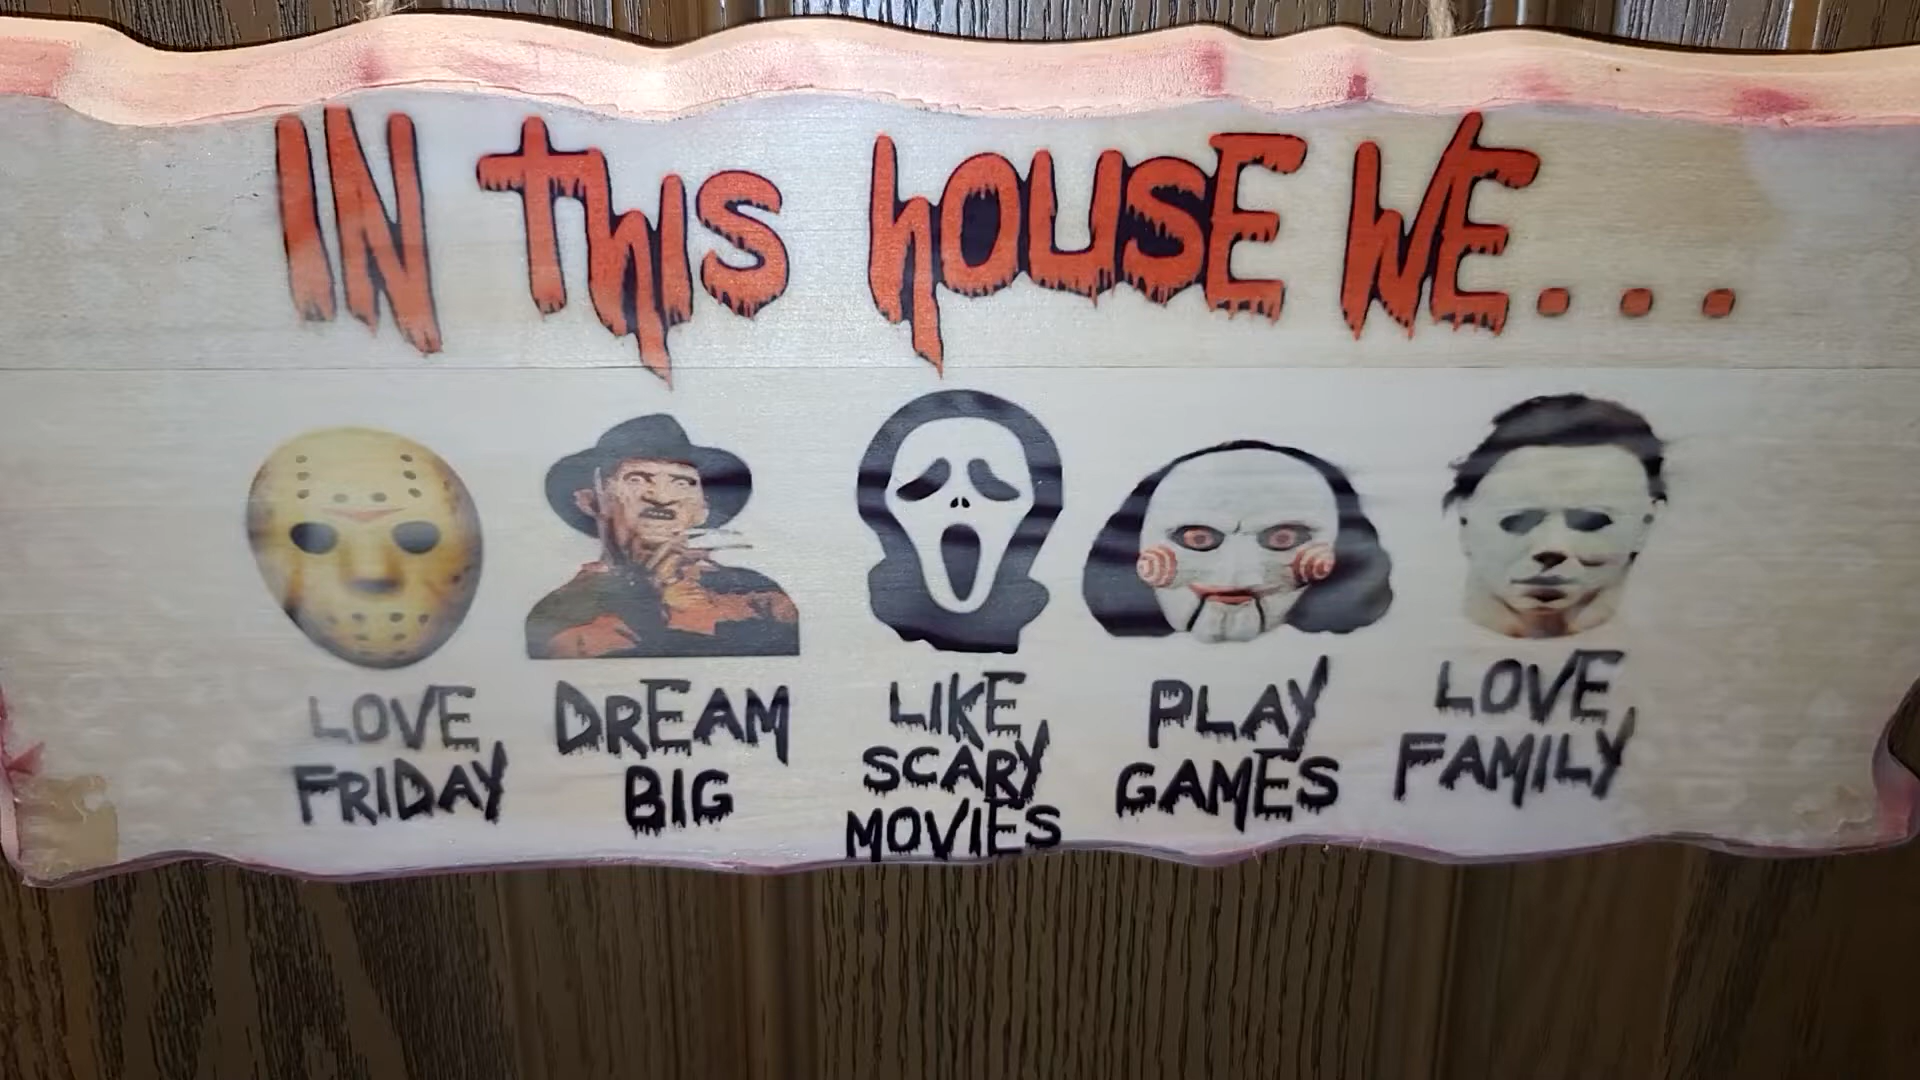 IN THIS HOUSE WE...
LOVE
FRIDAY
DREAM
BIG
LIKE
SCARY
MOVIES
PLAY
GAMES
LOVE
FAMILY